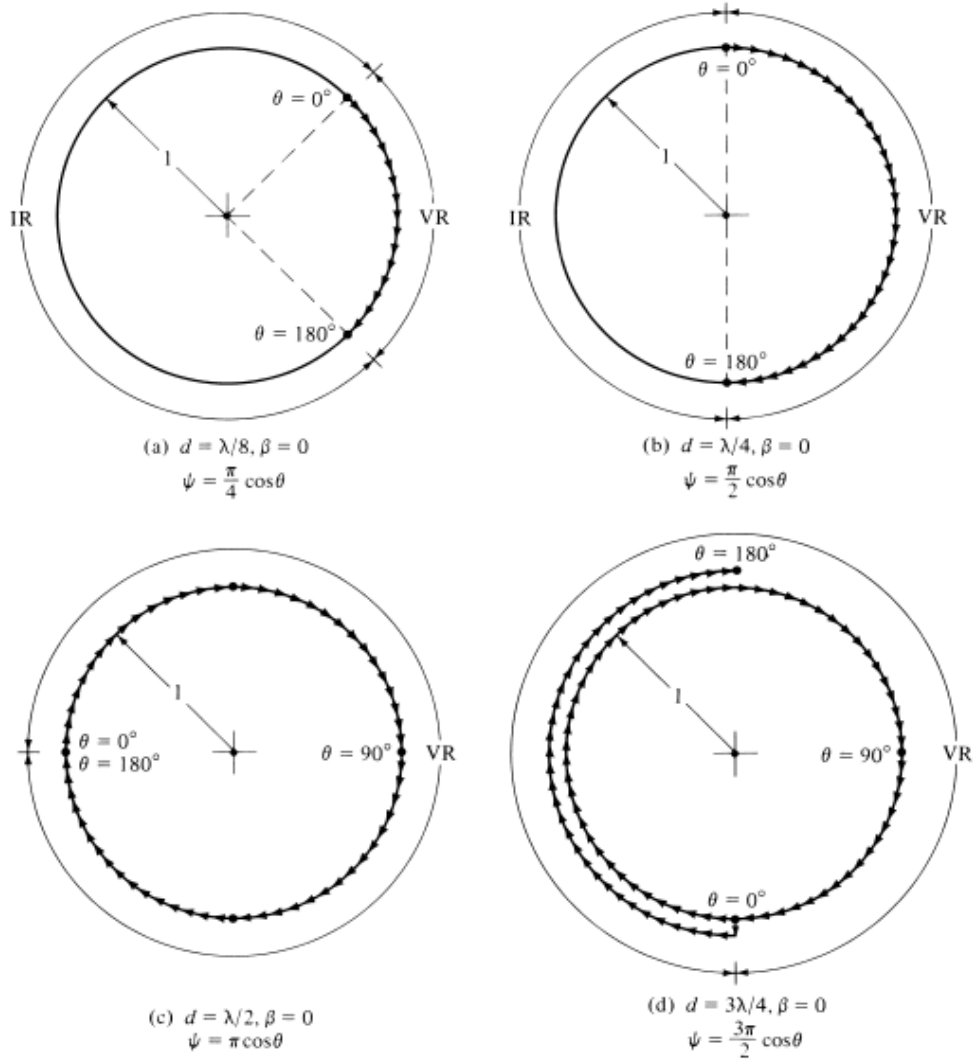 θ = 0°
1
IR
VR
θ = 180°
(a) d = λ/8, β = 0
ψ = π/4 cosθ
θ = 0°
1
IR
VR
θ = 180°
(b) d = λ/4, β = 0
ψ = π/2 cosθ
1
θ = 0°
θ = 180°
θ = 90°
VR
(c) d = λ/2, β = 0
ψ = π cosθ
θ = 180°
1
θ = 90°
VR
θ = 0°
(d) d = 3λ/4, β = 0
ψ = 3π/2 cosθ